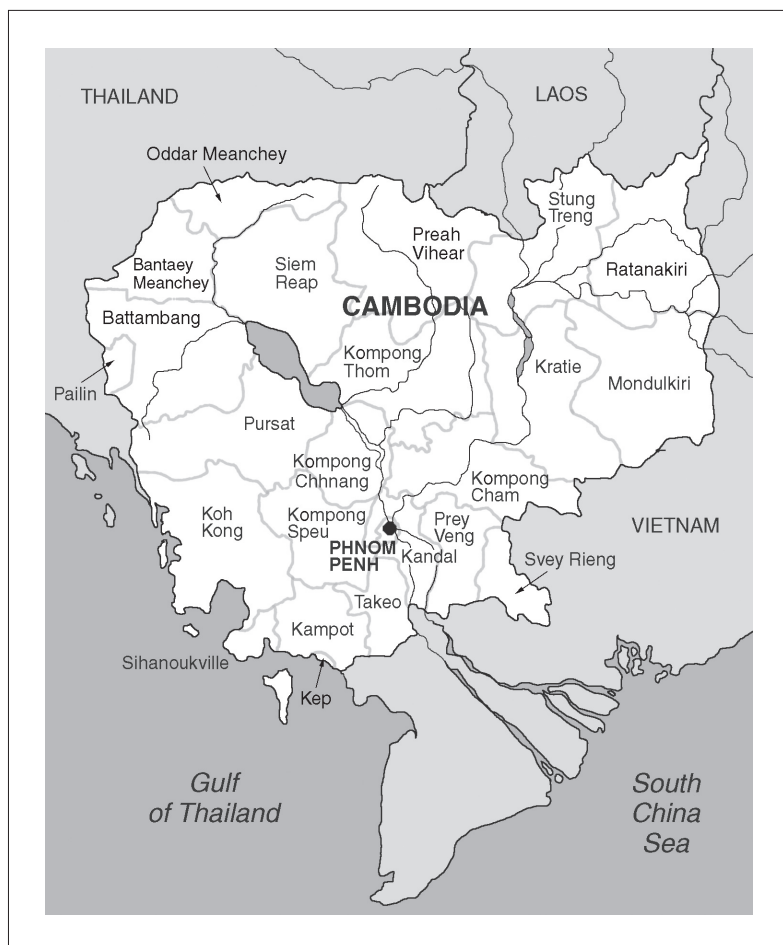 THAILAND
LAOS
Oddar Meanchey
Stung
Treng
Preah
Vihear
Bantaey
Meanchey
Siem
Reap
Ratanakiri
CAMBODIA
Battambang
Kompong
Thom
Kratie
Mondulkiri
Pailin
Pursat
Kompong
Chhnang
Kompong
Cham
Koh
Kong
Kompong
Speu
Prey
Veng
VIETNAM
PHNOM
PENH
Kandal
Svey Rieng
Takeo
Kampot
Sihanoukville
Kep
Gulf
of Thailand
South
China
Sea